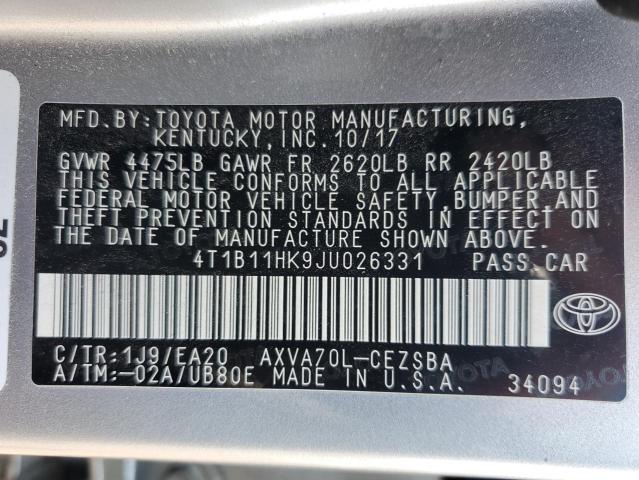 MFD.BY:TOYOTA MOTOR MANUFACTURING,
KENTUCKY, INC. 10/17
GVWR 4475LB GAWR FR 2620LB RR 2420LB
THIS VEHICLE CONFORMS TO ALL APPLICABLE
FEDERAL MOTOR VEHICLE SAFETY, BUMPER, AND
THEFT PREVENTION STANDARDS IN EFFECT ON
THE DATE OF MANUFACTURE SHOWN ABOVE.
4T1B11HK9JU026331 PASS.CAR
C/TR:1J9/EA20 AXVA70L-CEZSBA
A/TM:-02A/UB80E MADE IN U.S.A. 34094